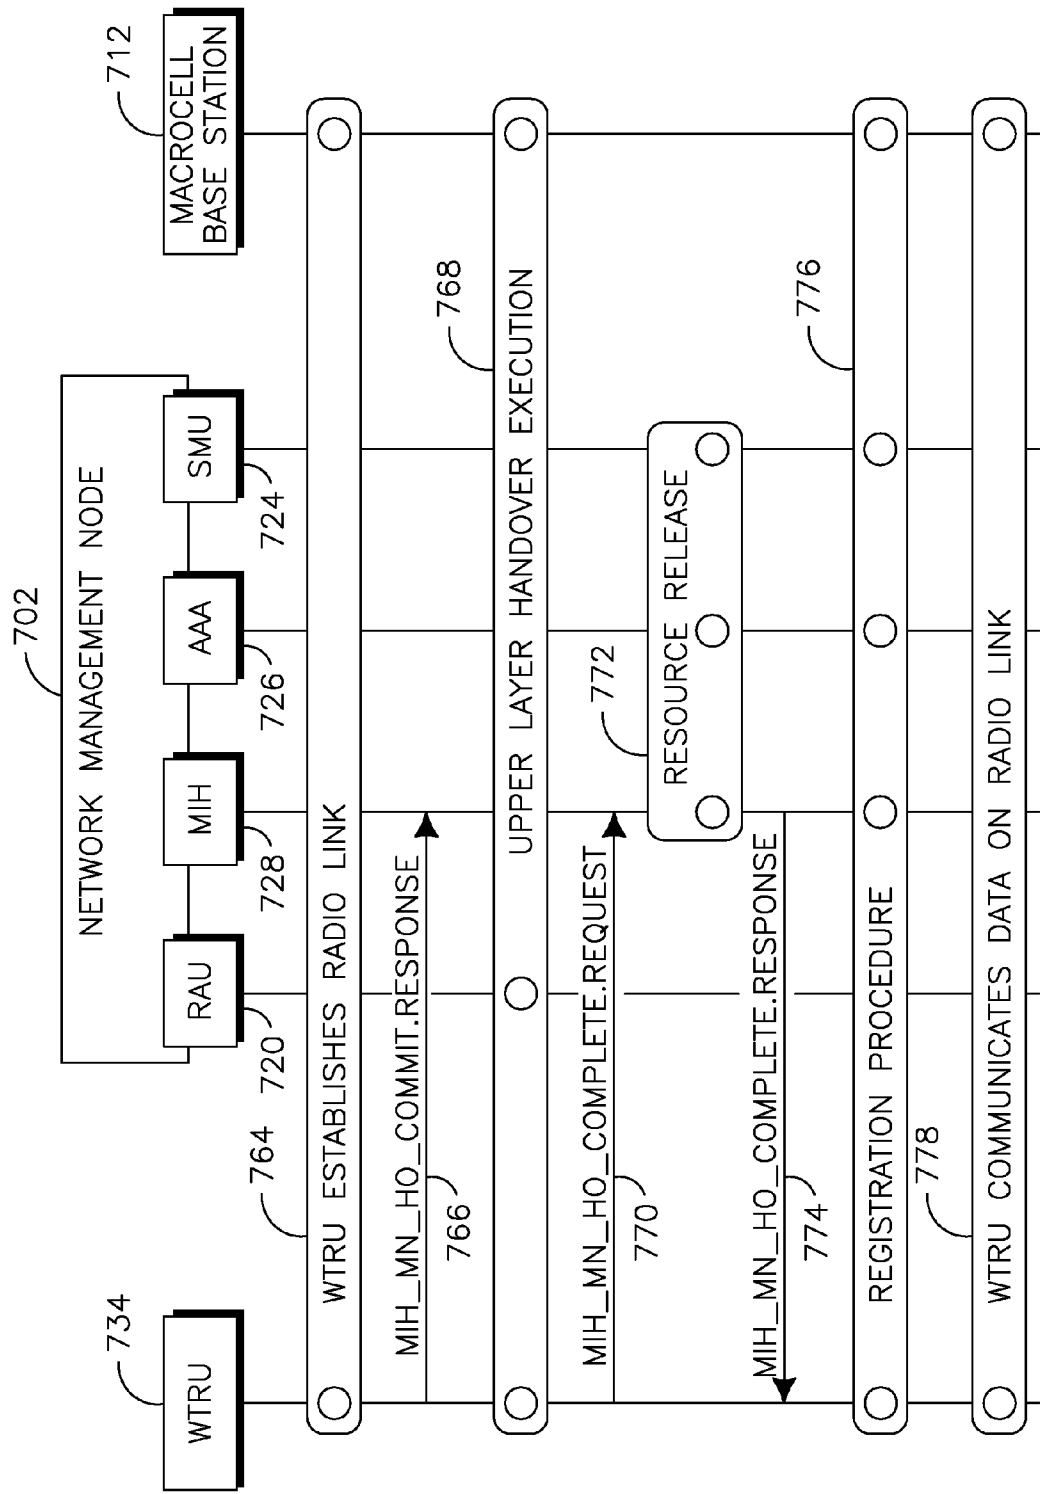 702
NETWORK MANAGEMENT NODE
734
WTRU
RAU
720
MIH
728
AAA
726
SMU
724
712
MACROCELL
BASE STATION
764
WTRU ESTABLISHES RADIO LINK
MIH_MN_HO_COMMIT.RESPONSE
766
768
UPPER LAYER HANDOVER EXECUTION
MIH_MN_HO_COMPLETE.REQUEST
770
772
RESOURCE RELEASE
MIH_MN_HO_COMPLETE.RESPONSE
774
776
REGISTRATION PROCEDURE
778
WTRU COMMUNICATES DATA ON RADIO LINK